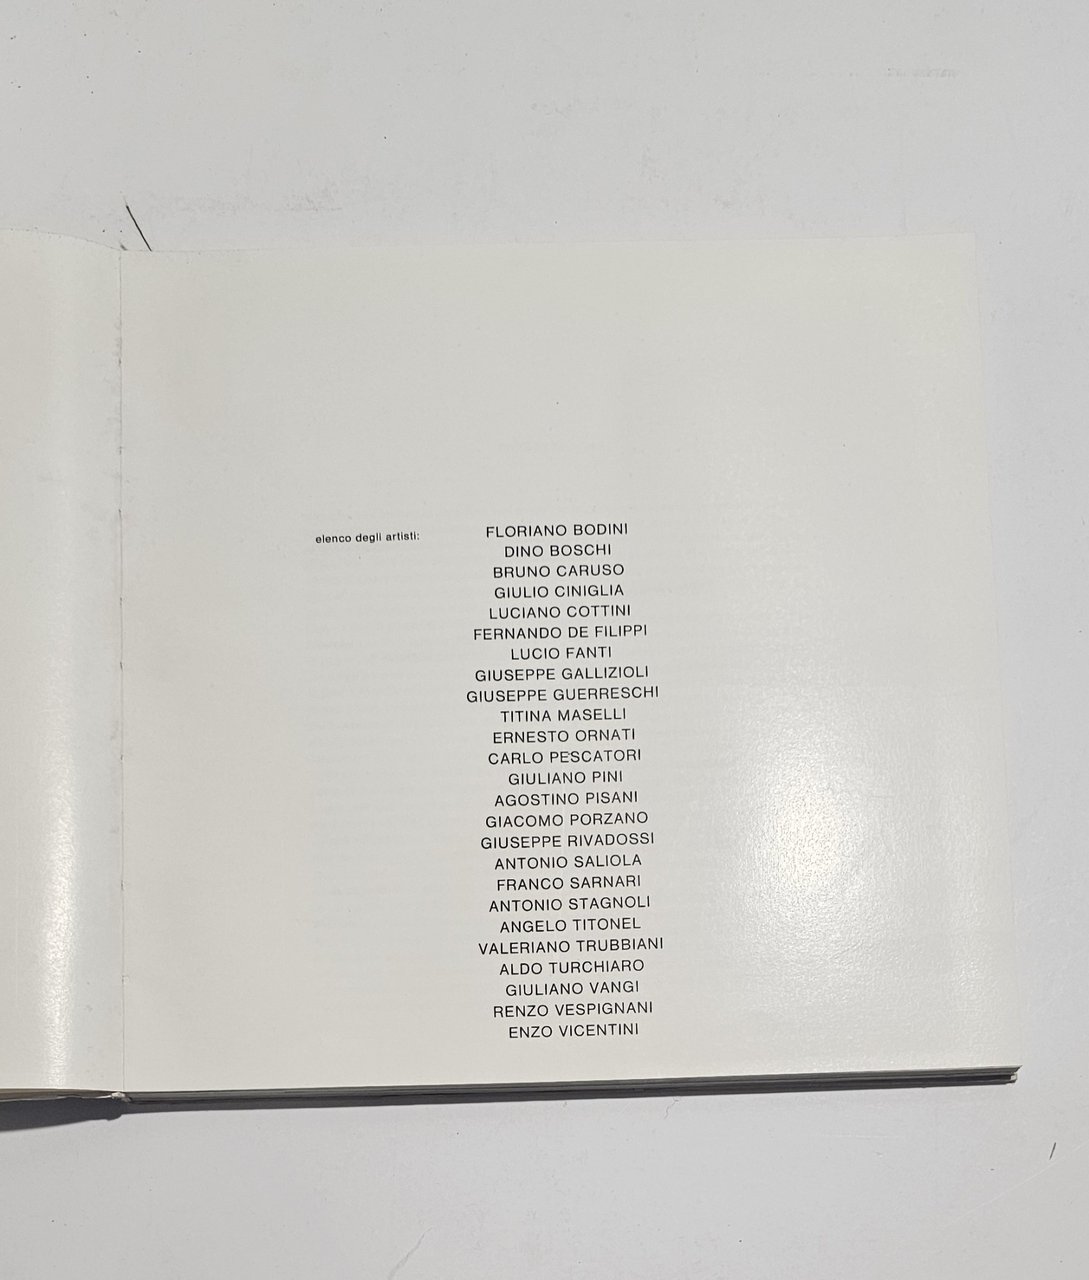 elenco degli artisti:
FLORIANO BODINI
DINO BOSCHI
BRUNO CARUSO
GIULIO CINIGLIA
LUCIANO COTTINI
FERNANDO DE FILIPPI
LUCIO FANTI
GIUSEPPE GALLIZIOLI
GIUSEPPE GUERRESCHI
TITINA MASELLI
ERNESTO ORNATI
CARLO PESCATORI
GIULIANO PINI
AGOSTINO PISANI
GIACOMO PORZANO
GIUSEPPE RIVADOSSI
ANTONIO SALIOLA
FRANCO SARNARI
ANTONIO STAGNOLI
ANGELO TITONEL
VALERIANO TRUBBIANI
ALDO TURCHIARO
GIULIANO VANGI
RENZO VESPIGNANI
ENZO VICENTINI